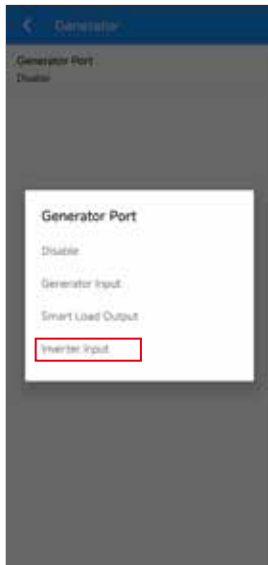 Generator
Generator Port
Disable
Generator Port
Disable
Generator Input
Smart Load Output
Inverter Input